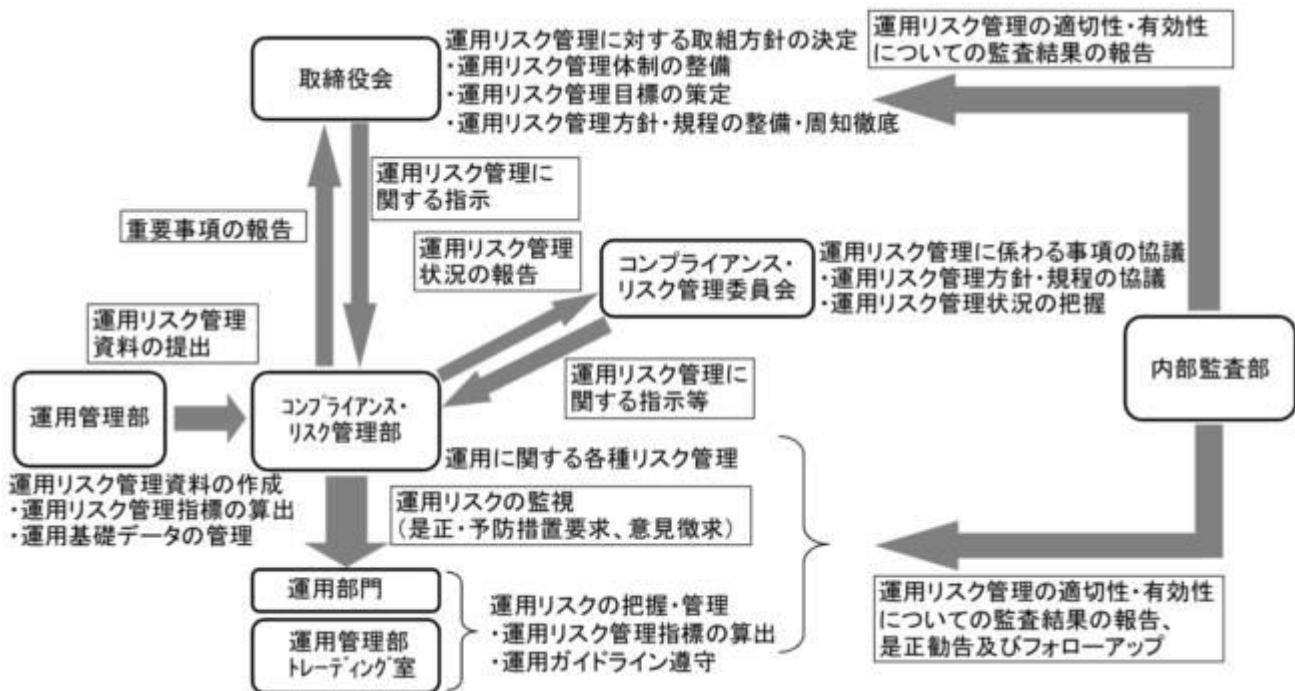 運用リスク管理に対する取組方針の決定
・運用リスク管理体制の整備
・運用リスク管理目標の策定
・運用リスク管理方針・規程の整備・周知徹底
運用リスク管理の適切性・有効性
についての監査結果の報告
取締役会
運用リスク管理に
関する指示
重要事項の報告
運用リスク管理
状況の報告
コンプライアンス・
リスク管理委員会
運用リスク管理に係わる事項の協議
・運用リスク管理方針・規程の協議
・運用リスク管理状況の把握
運用リスク管理
資料の提出
運用リスク管理に
関する指示等
内部監査部
運用管理部
コンプライアンス・
リスク管理部
運用に関する各種リスク管理
運用リスク管理資料の作成
・運用リスク管理指標の算出
・運用基礎データの管理
運用リスクの監視
(是正・予防措置要求、意見徴求)
運用部門
運用管理部
トレーディング室
運用リスクの把握・管理
・運用リスク管理指標の算出
・運用ガイドライン遵守
運用リスク管理の適切性・有効性
についての監査結果の報告、
是正勧告及びフォローアップ